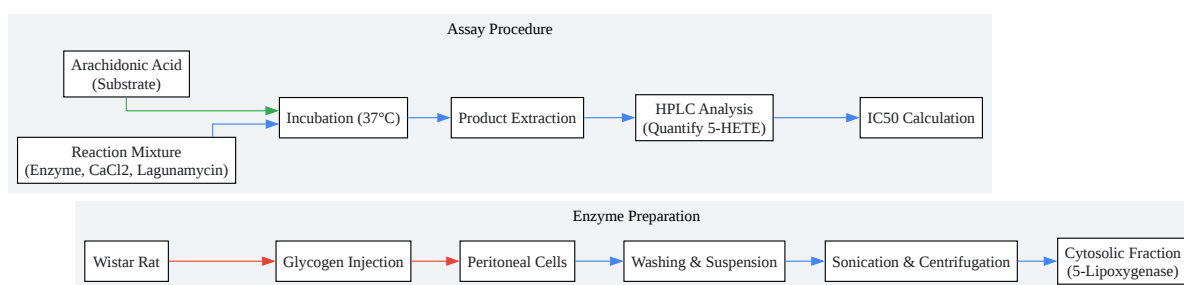 Assay Procedure
Arachidonic Acid
(Substrate)
Reaction Mixture
(Enzyme, CaCl2, Lagunamycin)
Incubation (37°C)
Product Extraction
HPLC Analysis
(Quantify 5-HETE)
IC50 Calculation
Enzyme Preparation
Wistar Rat
Glycogen Injection
Peritoneal Cells
Washing & Suspension
Sonication & Centrifugation
Cytosolic Fraction
(5-Lipoxygenase)